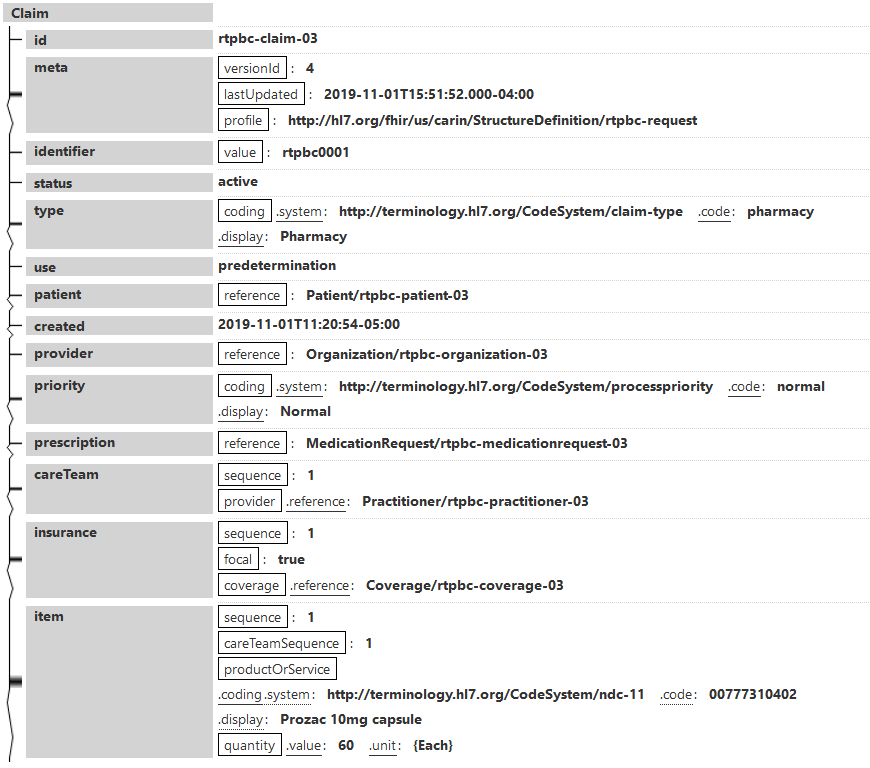 Claim
id rtpbc-claim-03
meta versionId : 4
lastUpdated : 2019-11-01T15:51:52.000-04:00
profile : http://hl7.org/fhir/us/carin/StructureDefinition/rtpbc-request
identifier value : rtpbc0001
status active
type coding .system: http://terminology.hl7.org/CodeSystem/claim-type .code: pharmacy
.display: Pharmacy
use predetermination
patient reference : Patient/rtpbc-patient-03
created 2019-11-01T11:20:54-05:00
provider reference : Organization/rtpbc-organization-03
priority coding .system: http://terminology.hl7.org/CodeSystem/processpriority .code: normal
.display: Normal
prescription reference : MedicationRequest/rtpbc-medicationrequest-03
careTeam sequence : 1
provider .reference: Practitioner/rtpbc-practitioner-03
insurance sequence : 1
focal : true
coverage .reference: Coverage/rtpbc-coverage-03
item sequence : 1
careTeamSequence : 1
productOrService
.coding.system: http://terminology.hl7.org/CodeSystem/ndc-11 .code: 00777310402
.display: Prozac 10mg capsule
quantity .value: 60 .unit: {Each}